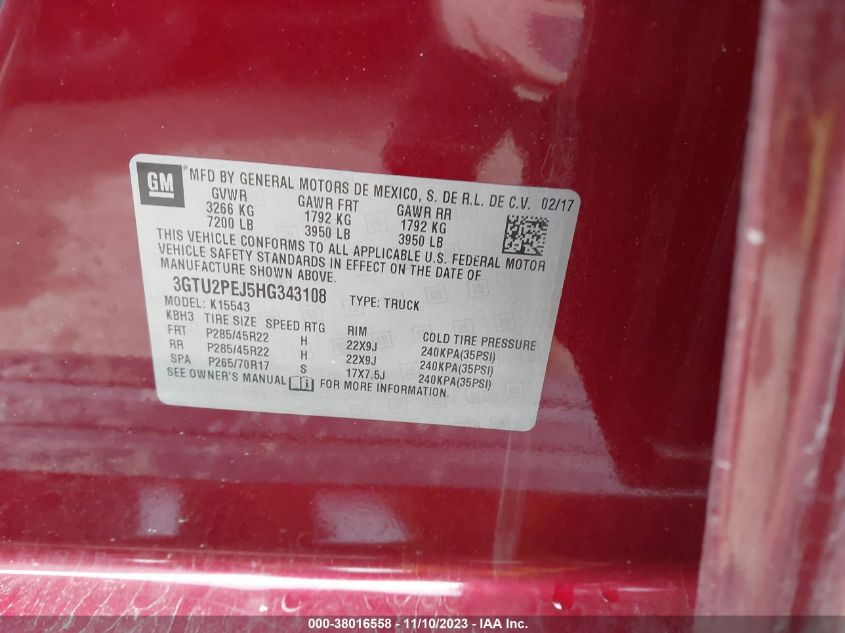 GM
®MFD BY GENERAL MOTORS DE MEXICO, S. DE R.L. DE C.V. 02/17
GVWR GAWR FRT GAWR RR
3266 KG 1792 KG 1792 KG
7200 LB 3950 LB 3950 LB
THIS VEHICLE CONFORMS TO ALL APPLICABLE U.S. FEDERAL MOTOR
VEHICLE SAFETY STANDARDS IN EFFECT ON THE DATE OF
MANUFACTURE SHOWN ABOVE.
3GTU2PEJ5HG343108 TYPE: TRUCK
MODEL: K15543
KBH3 TIRE SIZE SPEED RTG RIM COLD TIRE PRESSURE
FRT P285/45R22 H 22X9J 240KPA(35PSI)
RR P285/45R22 H 22X9J 240KPA(35PSI)
SPA P265/70R17 S 17X7.5J 240KPA(35PSI)
SEE OWNER'S MANUAL i FOR MORE INFORMATION.
000-38016558 - 11/10/2023 - IAA Inc.